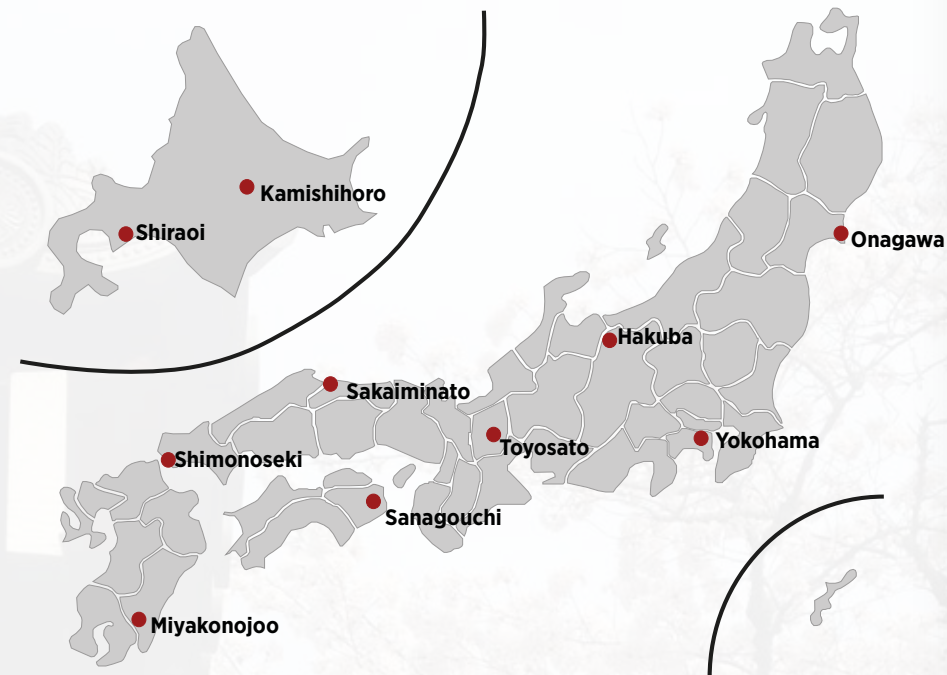 Kamishihoro
Shiraoi
Onagawa
Hakuba
Sakaiminato
Toyosato
Yokohama
Shimonoseki
Sanagouchi
Miyakonojoo